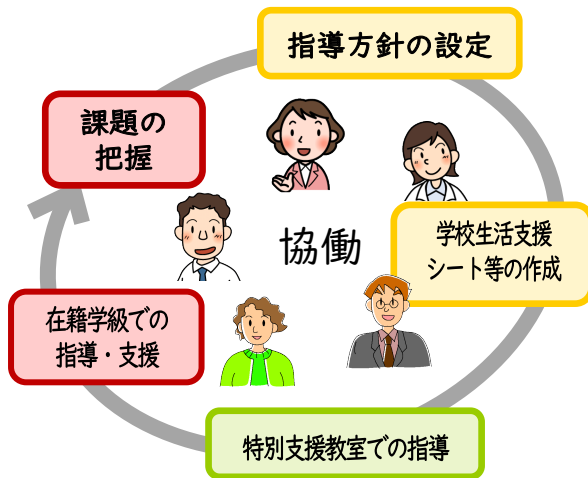 指導方針の設定
課題の
把握
協働
学校生活支援
シート等の作成
在籍学級での
指導・支援
特別支援教室での指導